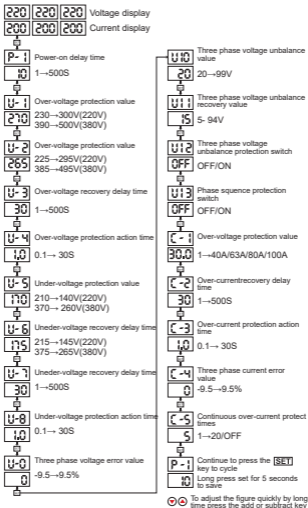 220 220 220 Voltage display
200 200 200 Current display
P-1 Power-on delay time
10 1→500S
U-1 Over-voltage protection value
270 230→300V(220V)
390→500V(380V)
U-2 Over-voltage protection value
265 225→295V(220V)
385→495V(380V)
U-3 Over-voltage recovery delay time
30 1→500S
U-4 Over-voltage protection action time
1.0 0.1→ 30S
U-5 Under-voltage protection value
170 210→140V(220V)
370→ 260V(380V)
U-6 Uneder-voltage recovery delay time
175 215→145V(220V)
375→265V(380V)
U-7 Uneder-voltage recovery delay time
30 1→500S
U-8 Under-voltage protection action time
1.0 0.1→ 30S
U-0 Three phase voltage error value
0 -9.5→9.5%
U10 Three phase voltage unbalance
value
20 20→99V
U11 Three phase voltage unbalance
recovery value
15 5- 94V
U12 Three phase voltage
unbalance protection switch
OFF OFF/ON
U13 Phase squence protection
switch
OFF OFF/ON
C-1 Over-voltage protection value
30.0 1→40A/63A/80A/100A
C-2 Over-currentrecovery delay
time
30 1→500S
C-3 Over-current protection action
time
1.0 0.1→ 30S
C-4 Three phase current error
value
0 -9.5→9.5%
C-5 Continuous over-current protect
times
5 1→20/OFF
P-1 Continue to press the SET
key to cycle
10 Long press set for 5 seconds
to save
To adjust the figure quickly by long
time press the add or subtract key